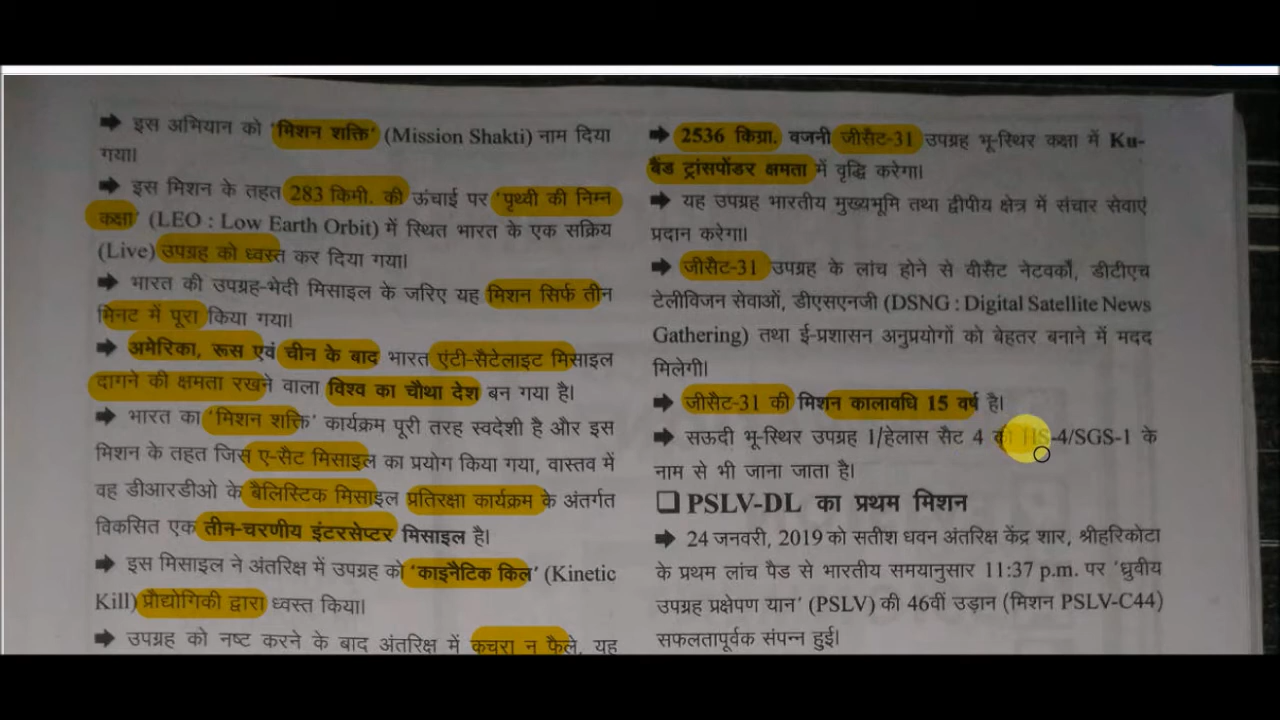 ➡ इस अभियान को 'मिशन शक्ति' (Mission Shakti) नाम दिया
गया।
➡ इस मिशन के तहत 283 किमी. की ऊंचाई पर 'पृथ्वी की निम्न
कक्षा' (LEO : Low Earth Orbit) में स्थित भारत के एक सक्रिय
(Live) उपग्रह को ध्वस्त कर दिया गया।
➡ भारत की उपग्रह-भेदी मिसाइल के जरिए यह मिशन सिर्फ तीन
मिनट में पूरा किया गया।
➡ अमेरिका, रूस एवं चीन के बाद भारत एंटी-सैटेलाइट मिसाइल
दागने की क्षमता रखने वाला विश्व का चौथा देश बन गया है।
➡ भारत का 'मिशन शक्ति' कार्यक्रम पूरी तरह स्वदेशी है और इस
मिशन के तहत जिस ए-सैट मिसाइल का प्रयोग किया गया, वास्तव में
वह डीआरडीओ के बैलिस्टिक मिसाइल प्रतिरक्षा कार्यक्रम के अंतर्गत
विकसित एक तीन-चरणीय इंटरसेप्टर मिसाइल है।
➡ इस मिसाइल ने अंतरिक्ष में उपग्रह को 'काइनैटिक किल' (Kinetic
Kill) प्रौद्योगिकी द्वारा ध्वस्त किया।
➡ उपग्रह को नष्ट करने के बाद अंतरिक्ष में कचरा न फैले, यह
➡ 2536 किग्रा. वजनी जीसैट-31 उपग्रह भू-स्थिर कक्षा में Ku-
बैंड ट्रांसपोंडर क्षमता में वृद्धि करेगा।
➡ यह उपग्रह भारतीय मुख्यभूमि तथा द्वीपीय क्षेत्र में संचार सेवाएं
प्रदान करेगा।
➡ जीसैट-31 उपग्रह के लांच होने से वीसैट नेटवर्कों, डीटीएच
टेलीविजन सेवाओं, डीएसएनजी (DSNG : Digital Satellite News
Gathering) तथा ई-प्रशासन अनुप्रयोगों को बेहतर बनाने में मदद
मिलेगी।
➡ जीसैट-31 की मिशन कालावधि 15 वर्ष है।
➡ सऊदी भू-स्थिर उपग्रह 1/हेलास सैट 4 को HS-4/SGS-1 के
नाम से भी जाना जाता है।
❑ PSLV-DL का प्रथम मिशन
➡ 24 जनवरी, 2019 को सतीश धवन अंतरिक्ष केंद्र शार, श्रीहरिकोटा
के प्रथम लांच पैड से भारतीय समयानुसार 11:37 p.m. पर 'ध्रुवीय
उपग्रह प्रक्षेपण यान' (PSLV) की 46वीं उड़ान (मिशन PSLV-C44)
सफलतापूर्वक संपन्न हुई।